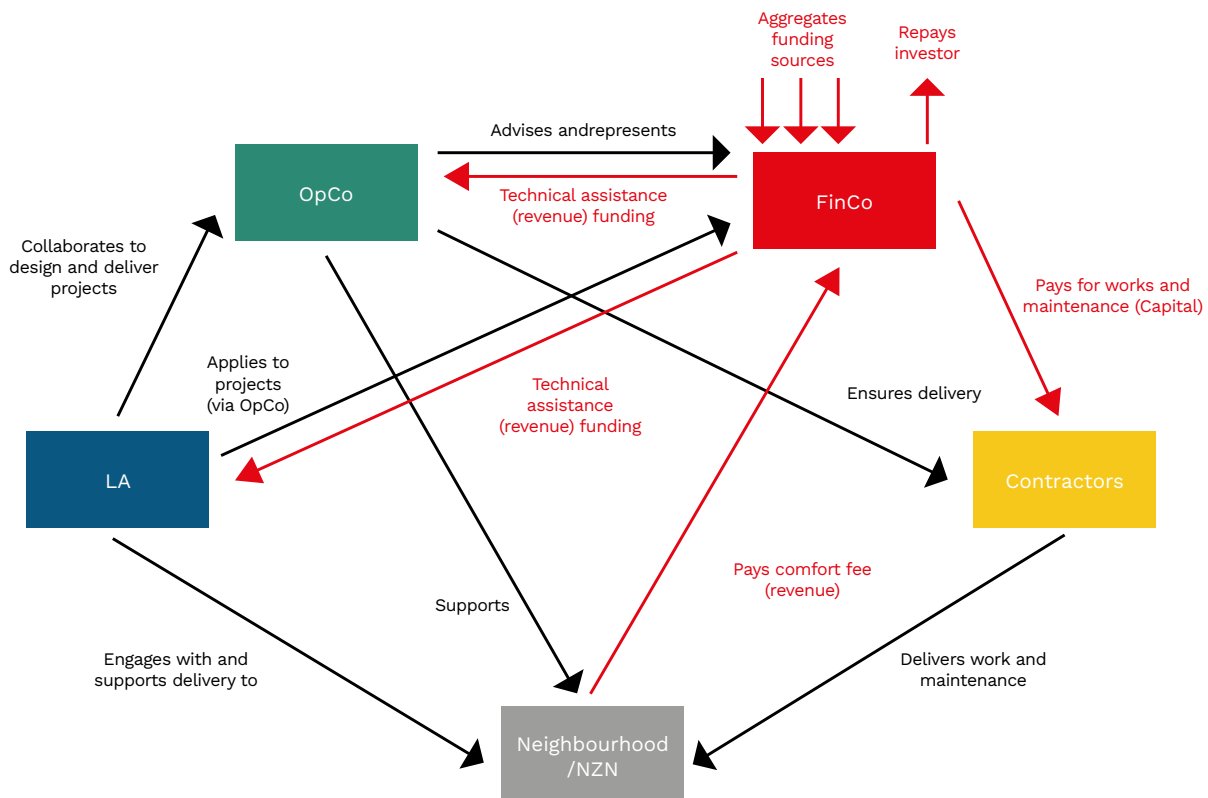 Aggregates
funding
sources
Repays
investor
Advises andrepresents
OpCo
FinCo
Technical assistance
(revenue) funding
Collaborates to
design and deliver
projects
Pays for works and
maintenance (Capital)
Applies to
projects
(via OpCo)
Technical
assistance
(revenue) funding
Ensures delivery
LA
Contractors
Pays comfort fee
(revenue)
Supports
Engages with and
supports delivery to
Delivers work and
maintenance
Neighbourhood
/NZN